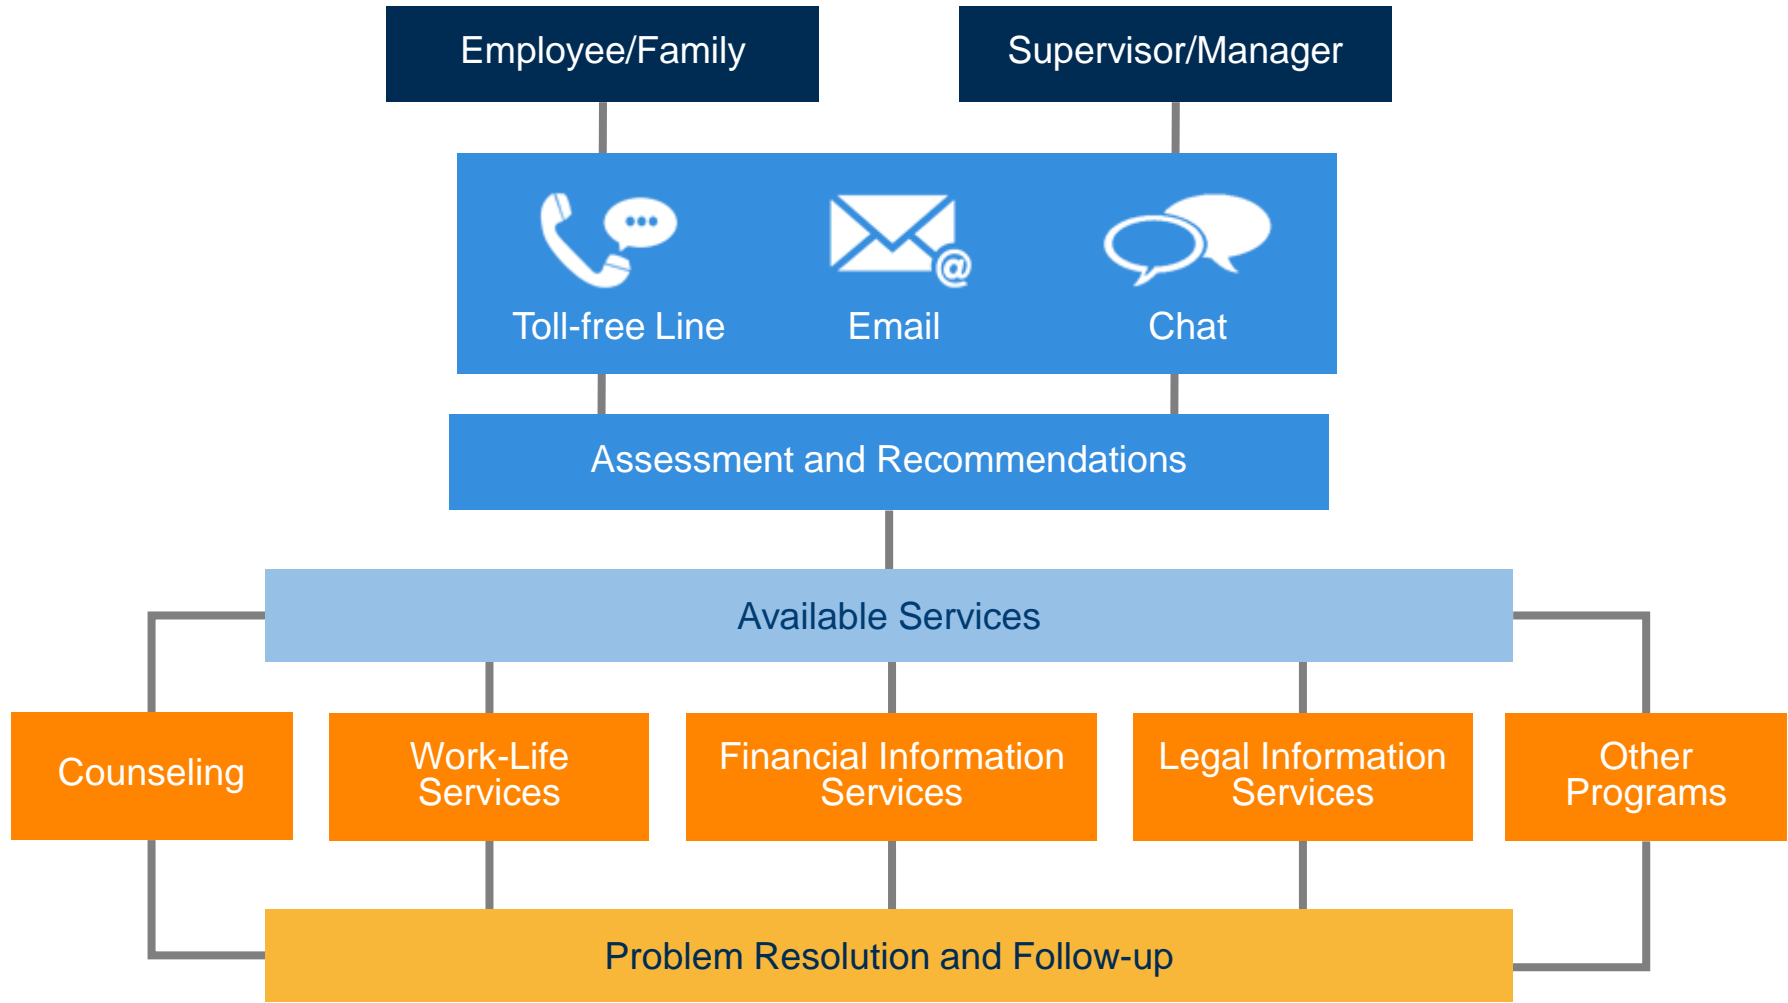 Employee/Family
Supervisor/Manager
@
Toll-free Line
Email
Chat
Assessment and Recommendations
Available Services
Counseling
Work-Life
Services
Financial Information
Services
Legal Information
Services
Other
Programs
Problem Resolution and Follow-up